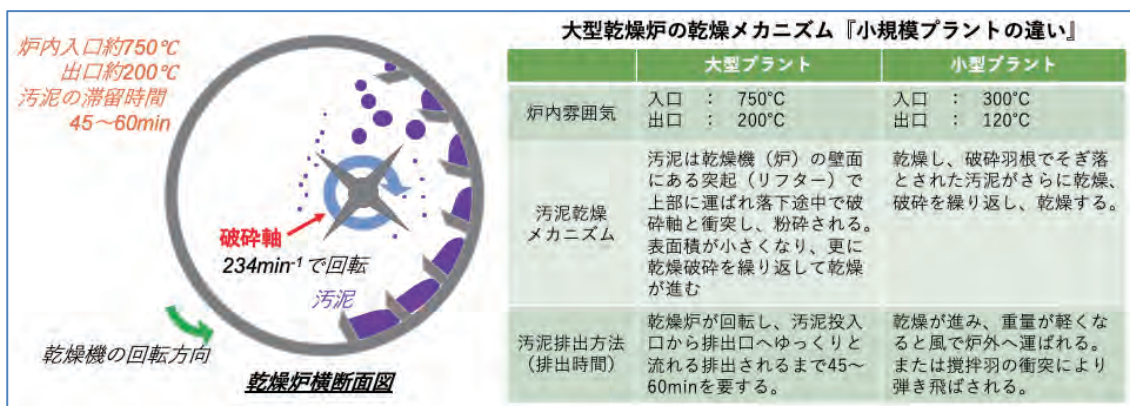 炉内入口約750℃
出口約200℃
汚泥の滞留時間
45～60min
破砕軸
234min-1で回転
汚泥
乾燥機の回転方向
乾燥炉横断面図
大型乾燥炉の乾燥メカニズム『小規模プラントの違い』
大型プラント
小型プラント
炉内雰囲気
入口 ： 750℃
出口 ： 200℃
入口 ： 300℃
出口 ： 120℃
汚泥乾燥
メカニズム
汚泥は乾燥機（炉）の壁面
にある突起（リフター）で
上部に運ばれ落下途中で破
砕軸と衝突し、粉砕される。
表面積が小さくなり、更に
乾燥破砕を繰り返して乾燥
が進む
乾燥し、破砕羽根でそぎ落
とされた汚泥がさらに乾燥、
破砕を繰り返し、乾燥する。
汚泥排出方法
（排出時間）
乾燥炉が回転し、汚泥投入
口から排出口へゆっくりと
流れる排出されるまで45～
60minを要する。
乾燥が進み、重量が軽くな
ると風で炉外へ運ばれる。
または撹拌羽の衝突により
弾き飛ばされる。